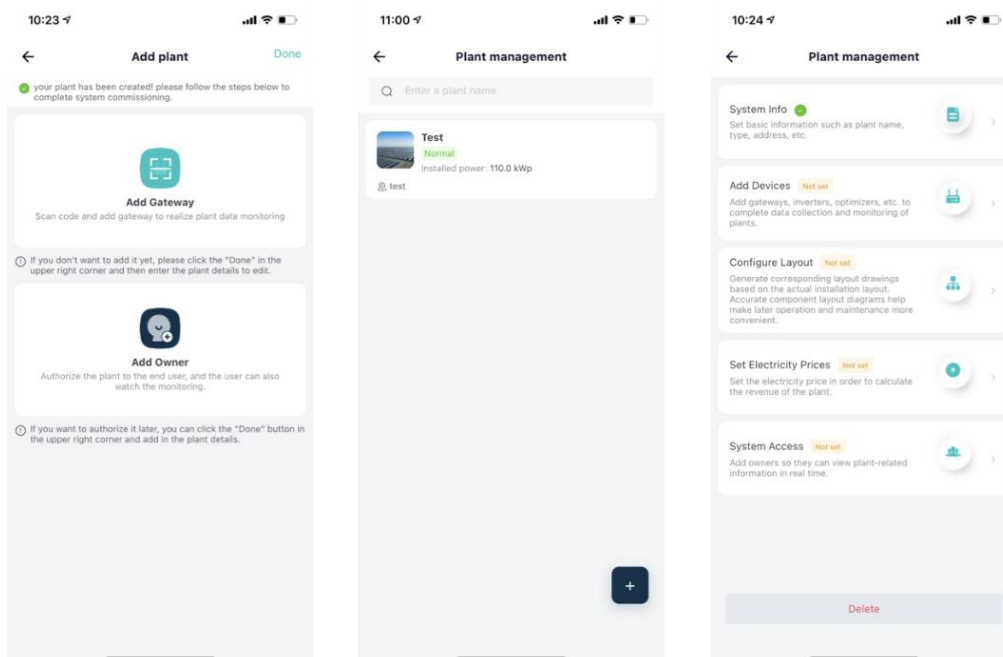 10:23
Add plant
Done
your plant has been created! please follow the steps below to
complete system commissioning.
Add Gateway
Scan code and add gateway to realize plant data monitoring
If you don't want to add it yet, please click the "Done" in the
upper right corner and then enter the plant details to edit.
Add Owner
Authorize the plant to the end user, and the user can also
watch the monitoring.
If you want to authorize it later, you can click the "Done" button in
the upper right corner and add in the plant details.
11:00
Plant management
Enter a plant name.
Test
Normal
Installed power: 110.0 kWp
test
+
10:24
Plant management
System Info
Set basic information such as plant name,
type, address, etc.
Add Devices Not set
Add gateways, inverters, optimizers, etc. to
complete data collection and monitoring of
plants.
Configure Layout Not set
Generate corresponding layout drawings
based on the actual installation layout.
Accurate component layout diagrams help
make later operation and maintenance more
convenient.
Set Electricity Prices Not set
Set the electricity price in order to calculate
the revenue of the plant.
System Access Not set
Add owners so they can view plant-related
information in real time.
Delete